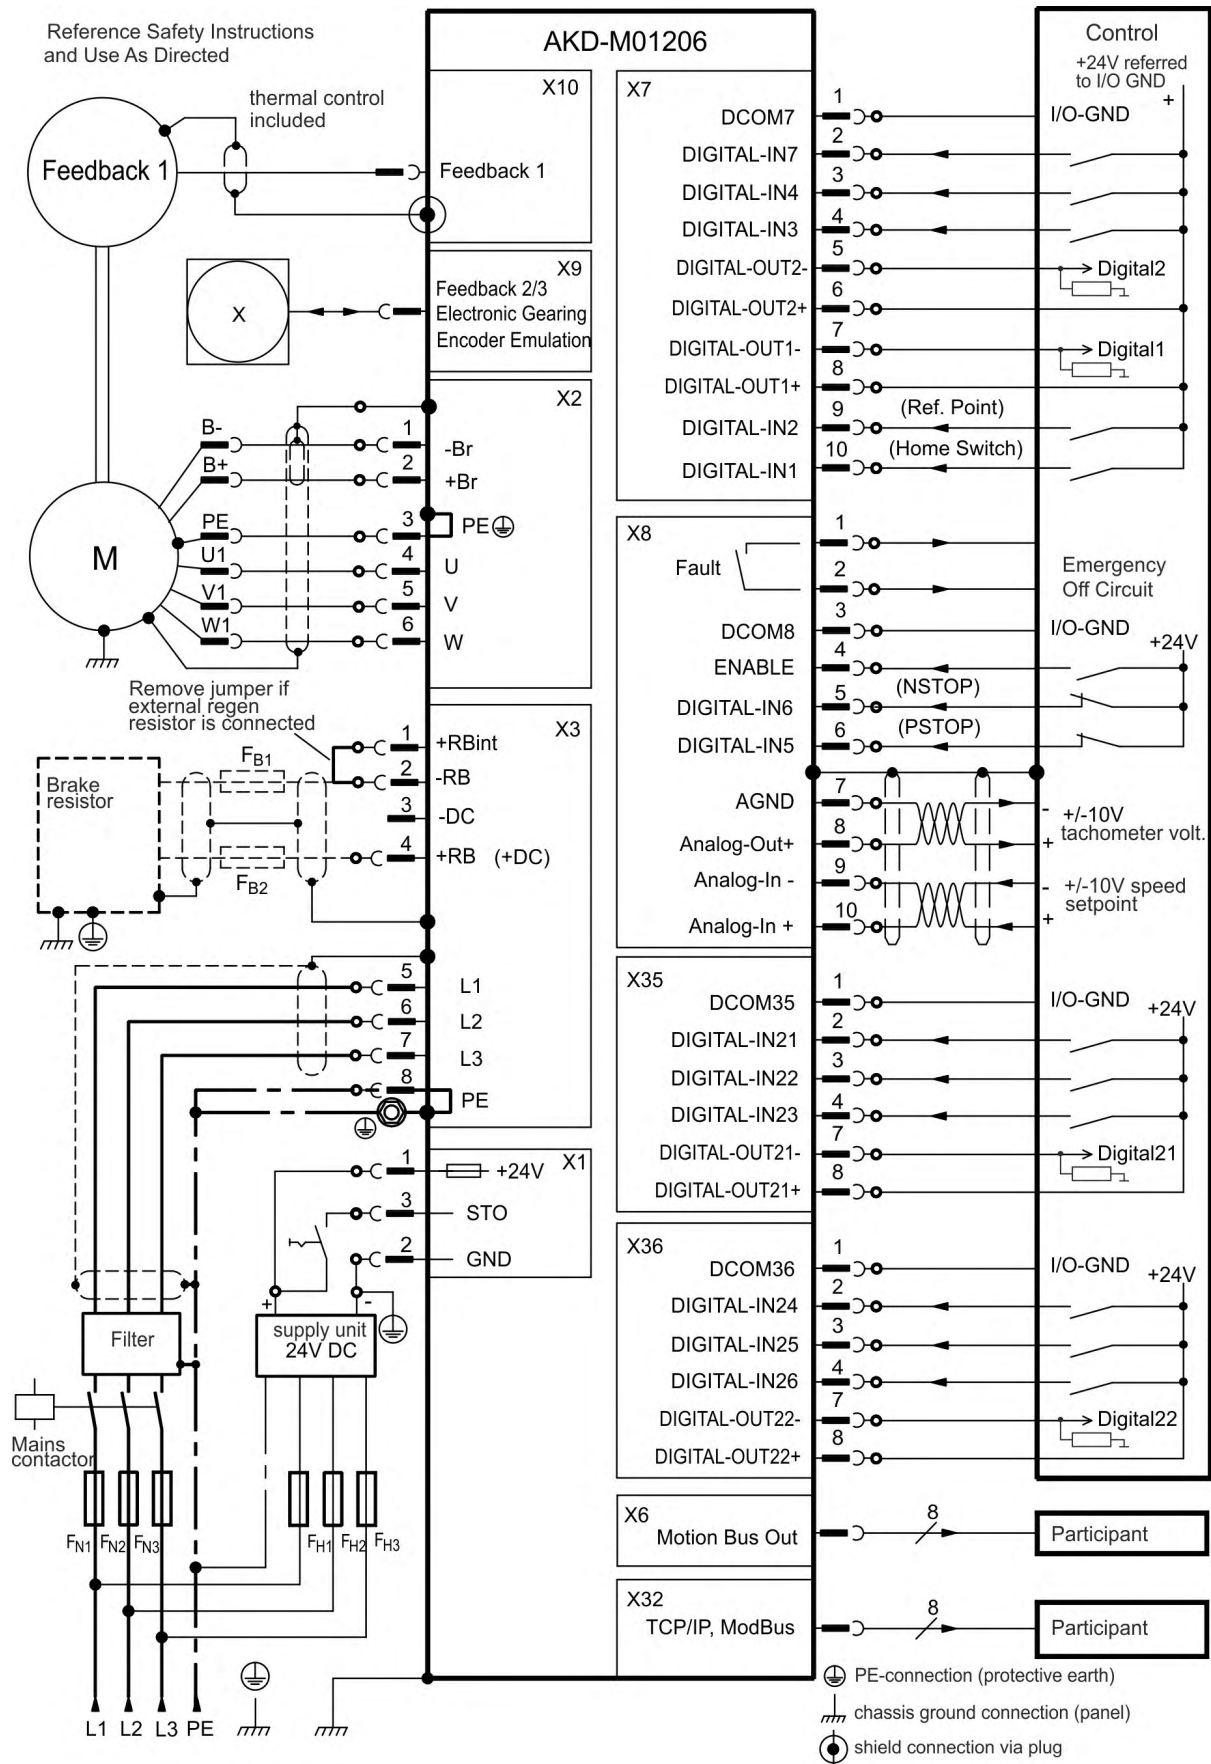 Reference Safety Instructions
and Use As Directed
AKD-M01206
Control
+24V referred
to I/O GND
+
thermal control
included
Feedback 1
X10
Feedback 1
X9
Feedback 2/3
Electronic Gearing
Encoder Emulation
X
X2
B-
1
-Br
B+
2
+Br
PE
3
PE
U1
4
U
V1
5
V
W1
6
W
M
Remove jumper if
external regen
resistor is connected
X3
1
+RBint
2
-RB
3
-DC
4
+RB (+DC)
FB1
FB2
Brake
resistor
5
L1
6
L2
7
L3
8
PE
X1
1
+24V
3
STO
2
GND
+
-
supply unit
24V DC
Filter
Mains
contactor
FN1 FN2 FN3
FH1 FH2 FH3
L1 L2 L3 PE
X7
DCOM7
1
I/O-GND
DIGITAL-IN7
2
DIGITAL-IN4
3
DIGITAL-IN3
4
DIGITAL-OUT2-
5
Digital2
DIGITAL-OUT2+
6
DIGITAL-OUT1-
7
Digital1
DIGITAL-OUT1+
8
DIGITAL-IN2
9
(Ref. Point)
DIGITAL-IN1
10
(Home Switch)
X8
Fault
1
2
Emergency
Off Circuit
DCOM8
3
I/O-GND
+24V
ENABLE
4
DIGITAL-IN6
5
(NSTOP)
DIGITAL-IN5
6
(PSTOP)
AGND
7
-
+/-10V
tachometer volt.
Analog-Out+
8
+
Analog-In -
9
-
+/-10V speed
setpoint
Analog-In +
10
+
X35
DCOM35
1
I/O-GND
+24V
DIGITAL-IN21
2
DIGITAL-IN22
3
DIGITAL-IN23
4
DIGITAL-OUT21-
7
Digital21
DIGITAL-OUT21+
8
X36
DCOM36
1
I/O-GND
+24V
DIGITAL-IN24
2
DIGITAL-IN25
3
DIGITAL-IN26
4
DIGITAL-OUT22-
7
Digital22
DIGITAL-OUT22+
8
X6
Motion Bus Out
8
Participant
X32
TCP/IP, ModBus
8
Participant
PE-connection (protective earth)
chassis ground connection (panel)
shield connection via plug